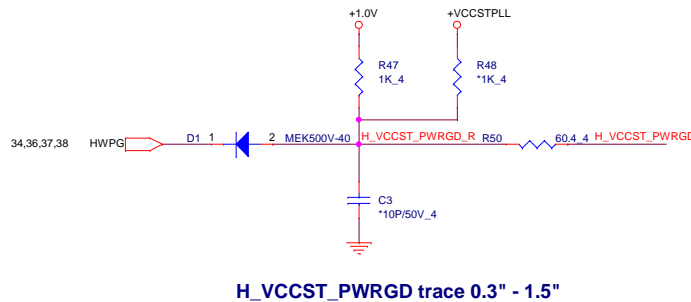 +1.0V +VCCSTPLL
R47 R48
1K_4 *1K_4
34,36,37,38 HWPG D1 1 2 MEK500V-40 H_VCCST_PWRGD_R R50 60.4_4 H_VCCST_PWRGD
C3
*10P/50V_4
H_VCCST_PWRGD trace 0.3" - 1.5"